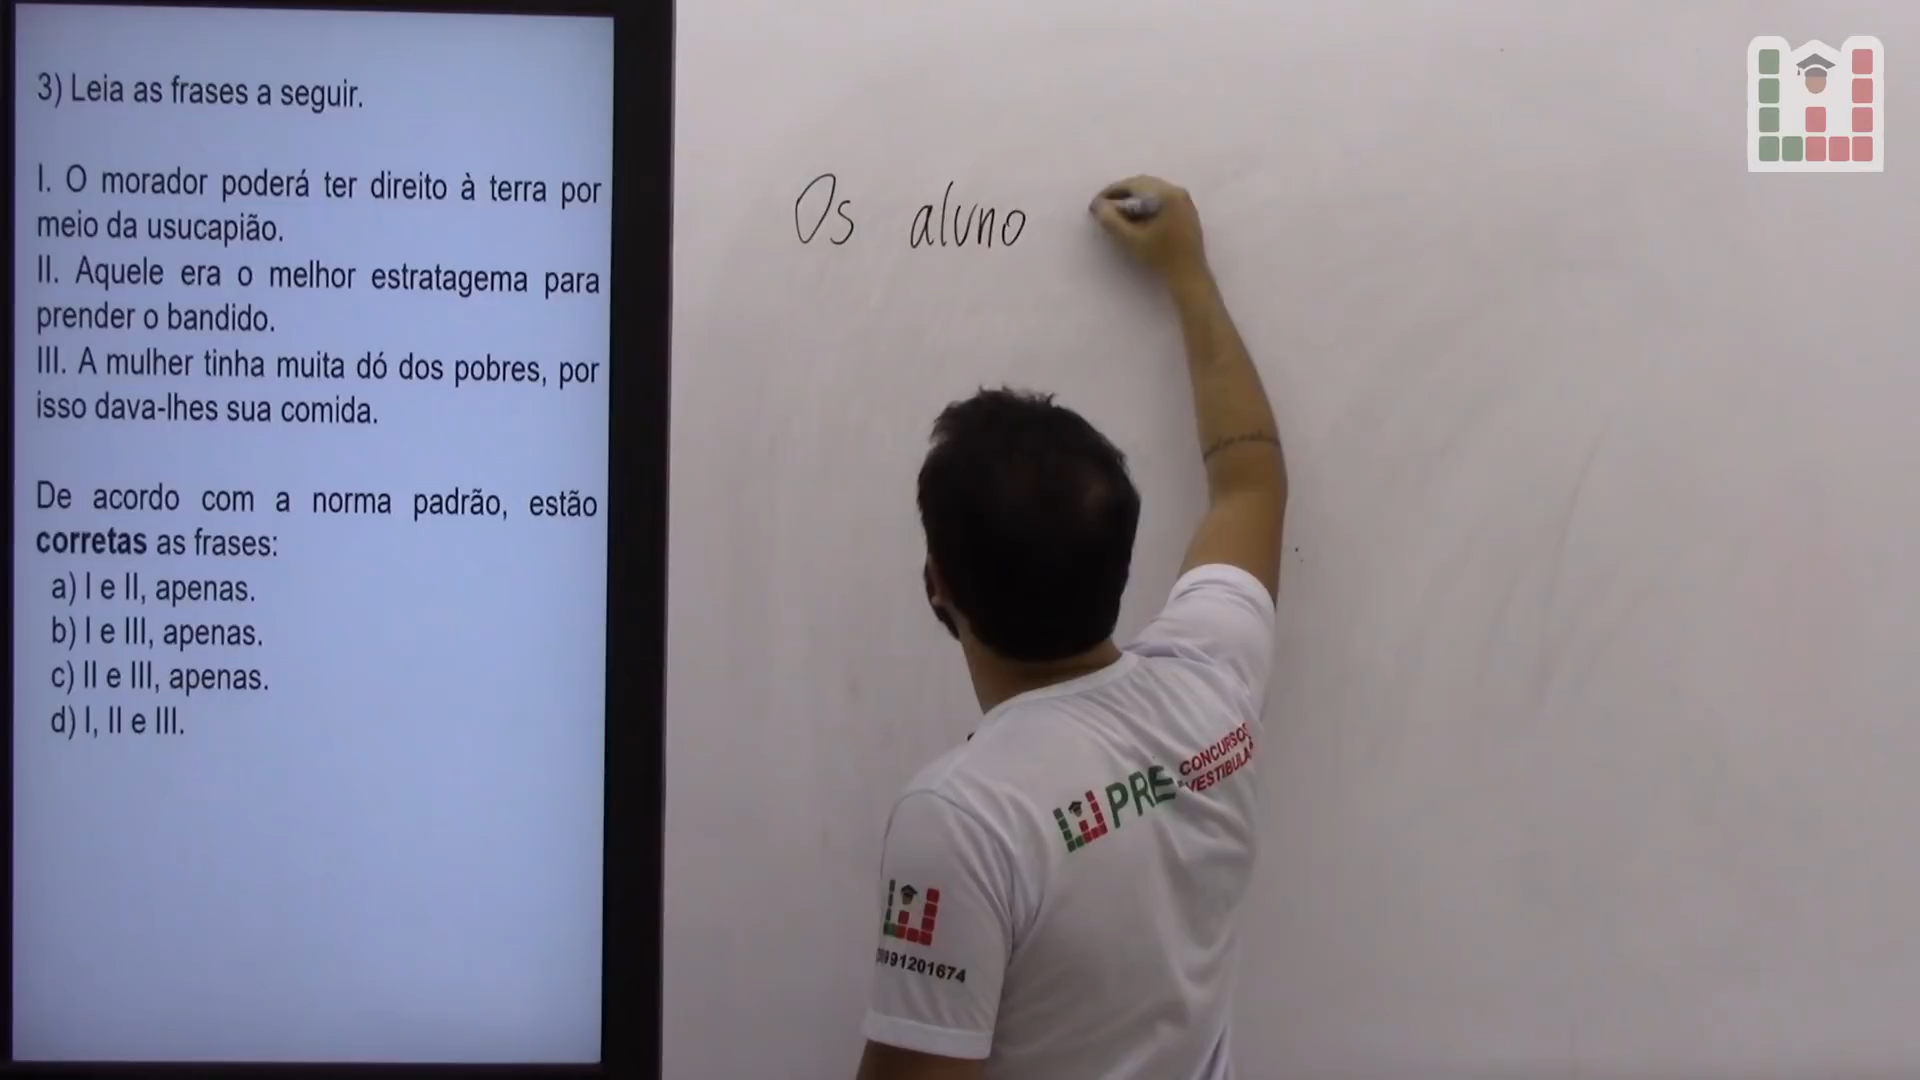 3) Leia as frases a seguir.
I. O morador poderá ter direito à terra por
meio da usucapião.
II. Aquele era o melhor estratagema para
prender o bandido.
III. A mulher tinha muita dó dos pobres, por
isso dava-lhes sua comida.
De acordo com a norma padrão, estão
corretas as frases:
a) I e II, apenas.
b) I e III, apenas.
c) II e III, apenas.
d) I, II e III.
Os aluno
PRE
CONCURSOS
VESTIBULA
991201674